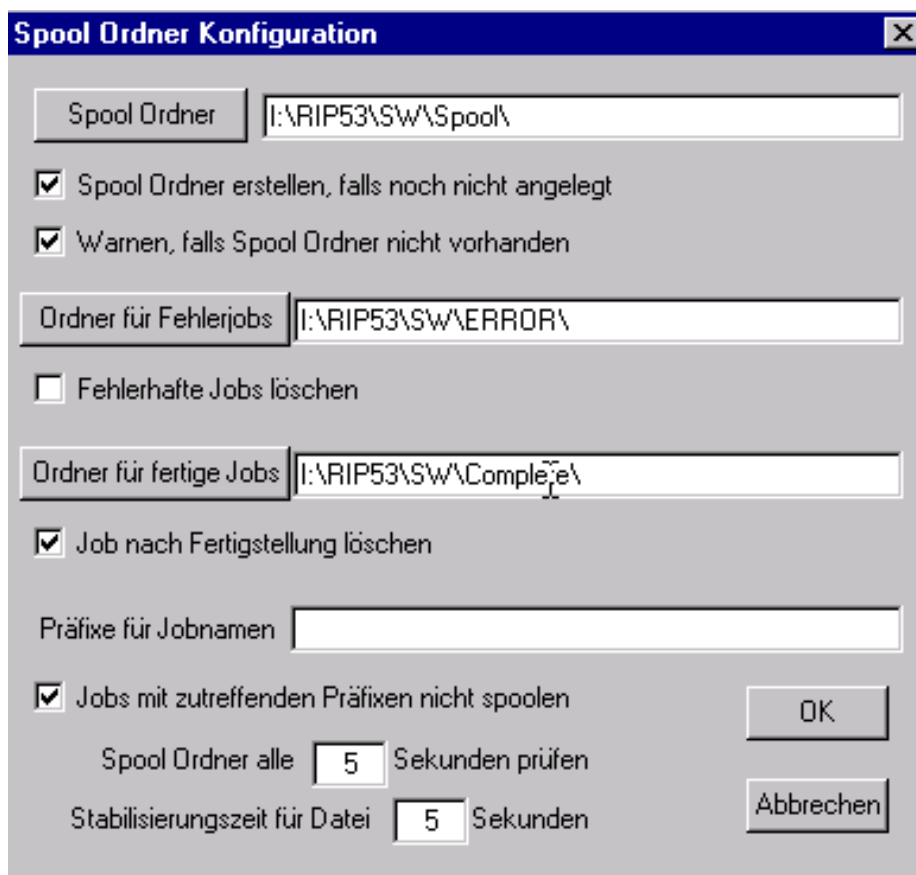 Spool Ordner Konfiguration
Spool Ordner I:\RIP53\SW\Spool\
Spool Ordner erstellen, falls noch nicht angelegt
Warnen, falls Spool Ordner nicht vorhanden
Ordner für Fehlerjobs I:\RIP53\SW\ERROR\
Fehlerhafte Jobs löschen
Ordner für fertige Jobs I:\RIP53\SW\Complete\
Job nach Fertigstellung löschen
Präfixe für Jobnamen
Jobs mit zutreffenden Präfixen nicht spoolen
OK
Spool Ordner alle 5 Sekunden prüfen
Abbrechen
Stabilisierungszeit für Datei 5 Sekunden